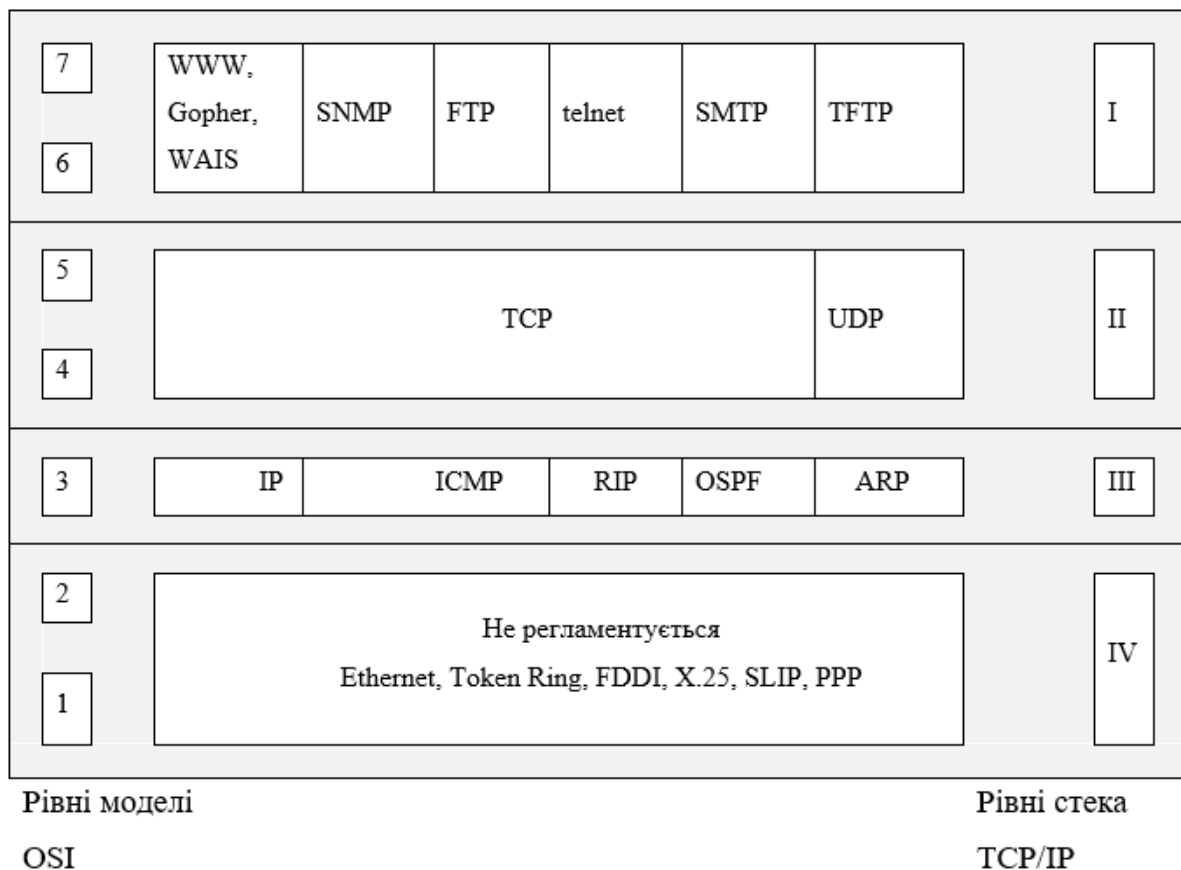 7
WWW,
Gopher,
WAIS
SNMP
FTP
telnet
SMTP
TFTP
I
6
5
TCP
UDP
II
4
3
IP
ICMP
RIP
OSPF
ARP
III
2
Не регламентується
Ethernet, Token Ring, FDDI, X.25, SLIP, PPP
IV
1
Рівні моделі
OSI
Рівні стека
TCP/IP